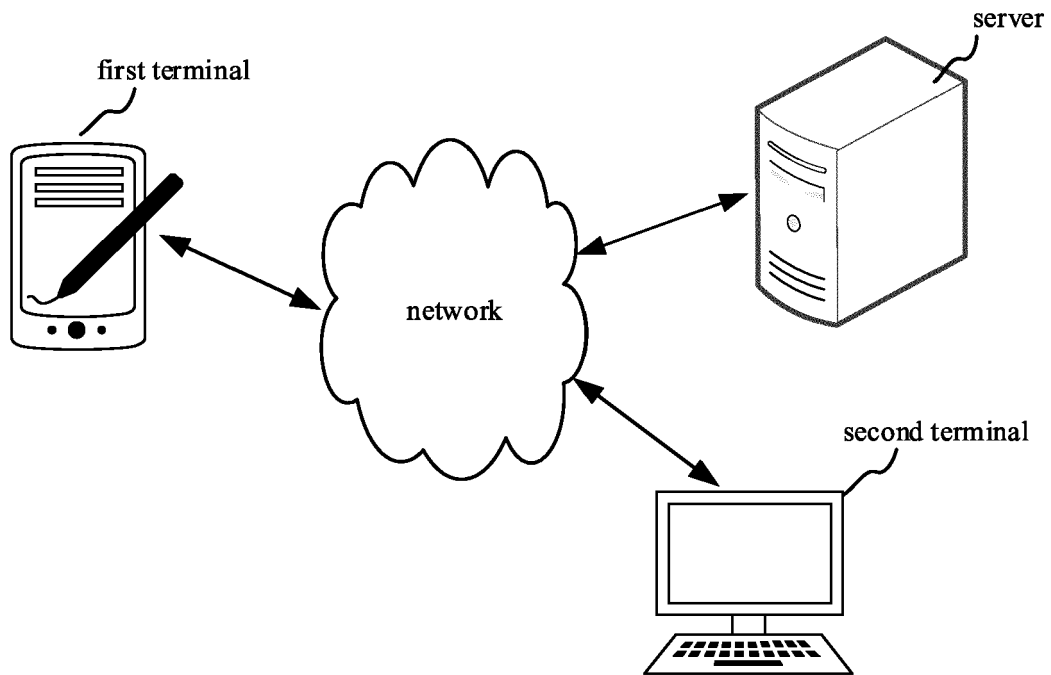 server
first terminal
network
second terminal